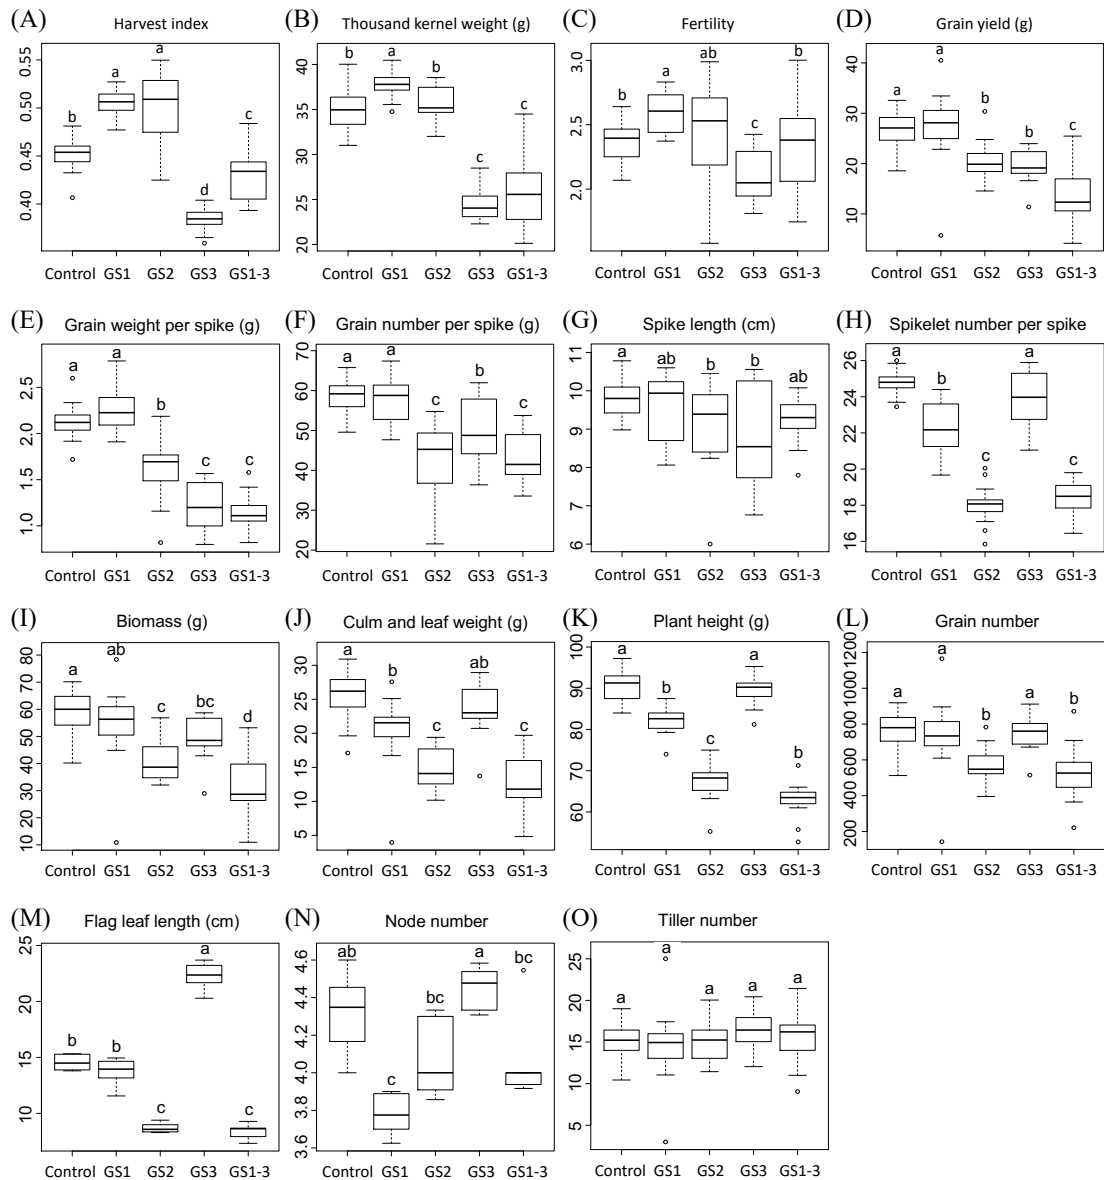 (A) Harvest index (B) Thousand kernel weight (g) (C) Fertility (D) Grain yield (g)
0.55 0.50 0.45 0.40
b a a d c
40 35 30 25 20
b a b c c
3.0 2.5 2.0
b a ab c b
40 30 20 10
a a b b c
Control GS1 GS2 GS3 GS1-3 Control GS1 GS2 GS3 GS1-3 Control GS1 GS2 GS3 GS1-3 Control GS1 GS2 GS3 GS1-3
(E) Grain weight per spike (g) (F) Grain number per spike (g) (G) Spike length (cm) (H) Spikelet number per spike
2.5 2.0 1.5 1.0
a a b c c
70 60 50 40 30 20
a a c b c
11 10 9 8 7 6
a ab b b ab
26 24 22 20 18 16
a b c a c
Control GS1 GS2 GS3 GS1-3 Control GS1 GS2 GS3 GS1-3 Control GS1 GS2 GS3 GS1-3 Control GS1 GS2 GS3 GS1-3
(I) Biomass (g) (J) Culm and leaf weight (g) (K) Plant height (g) (L) Grain number
80 70 60 50 40 30 20 10
a ab c bc d
30 25 20 15 10 5
a b c ab c
100 90 80 70 60
a b c a b
1200 1000 800 600 400 200
a a b a b
Control GS1 GS2 GS3 GS1-3 Control GS1 GS2 GS3 GS1-3 Control GS1 GS2 GS3 GS1-3 Control GS1 GS2 GS3 GS1-3
(M) Flag leaf length (cm) (N) Node number (O) Tiller number
25 20 15 10
b b c a c
4.6 4.4 4.2 4.0 3.8 3.6
ab c bc a bc
25 20 15 10 5
a a a a a
Control GS1 GS2 GS3 GS1-3 Control GS1 GS2 GS3 GS1-3 Control GS1 GS2 GS3 GS1-3